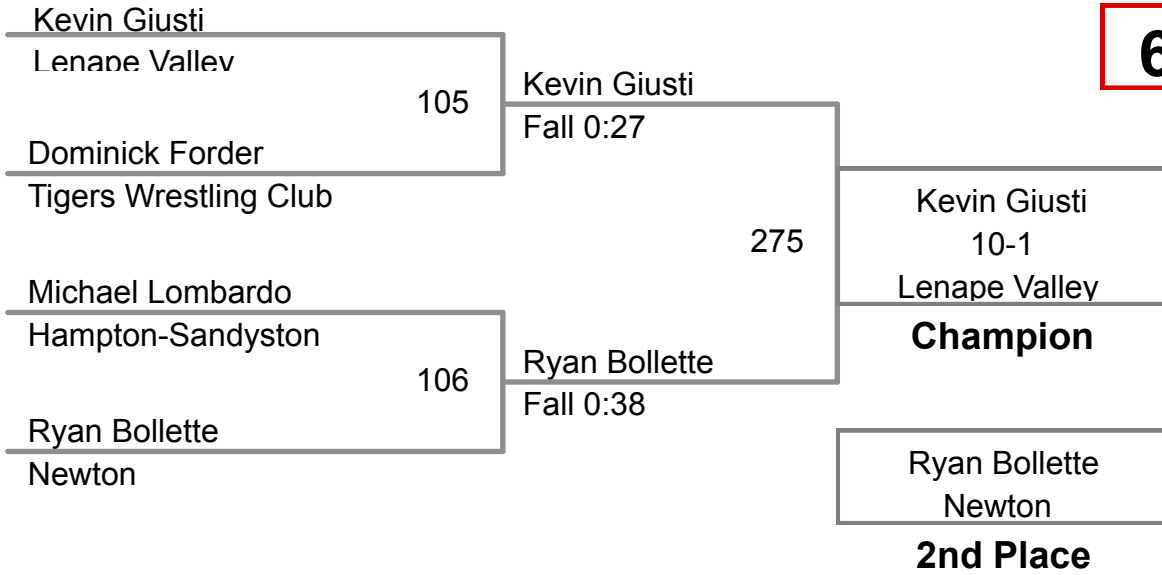 Kevin Giusti
Lenape Valley
105
Dominick Forder
Tigers Wrestling Club
Kevin Giusti
Fall 0:27
6
275
Kevin Giusti
10-1
Lenape Valley
Champion
Michael Lombardo
Hampton-Sandyston
106
Ryan Bollette
Newton
Ryan Bollette
Fall 0:38
Ryan Bollette
Newton
2nd Place